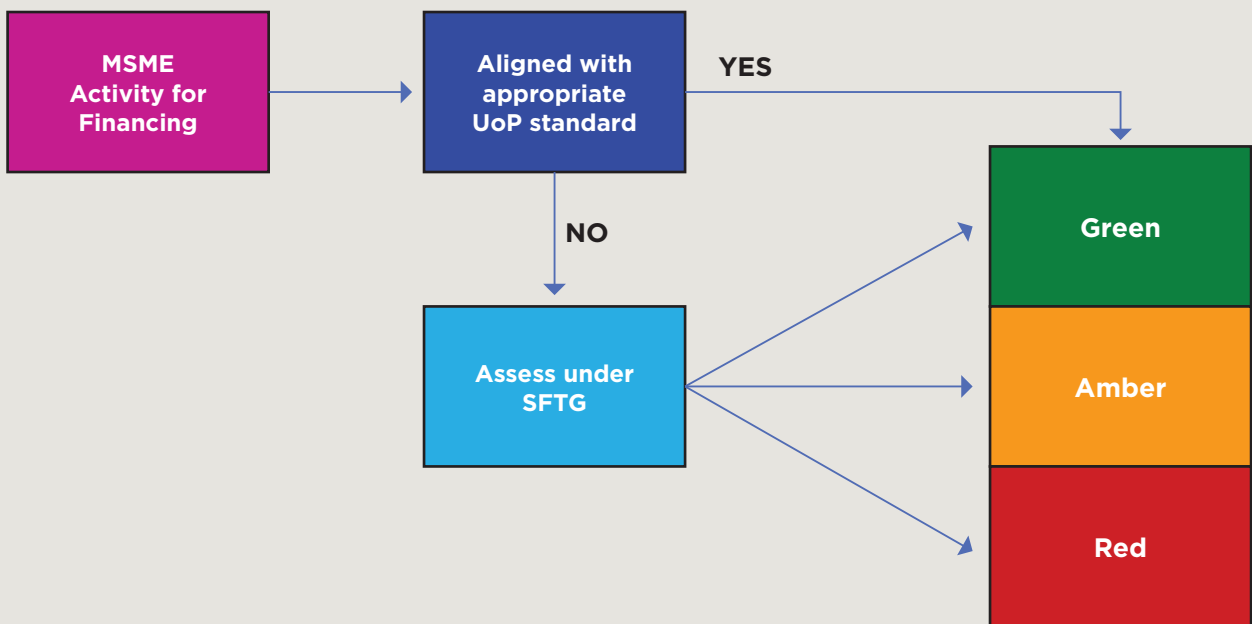 MSME
Activity for
Financing
Aligned with
appropriate
UoP standard
YES
NO
Green
Assess under
SFTG
Amber
Red